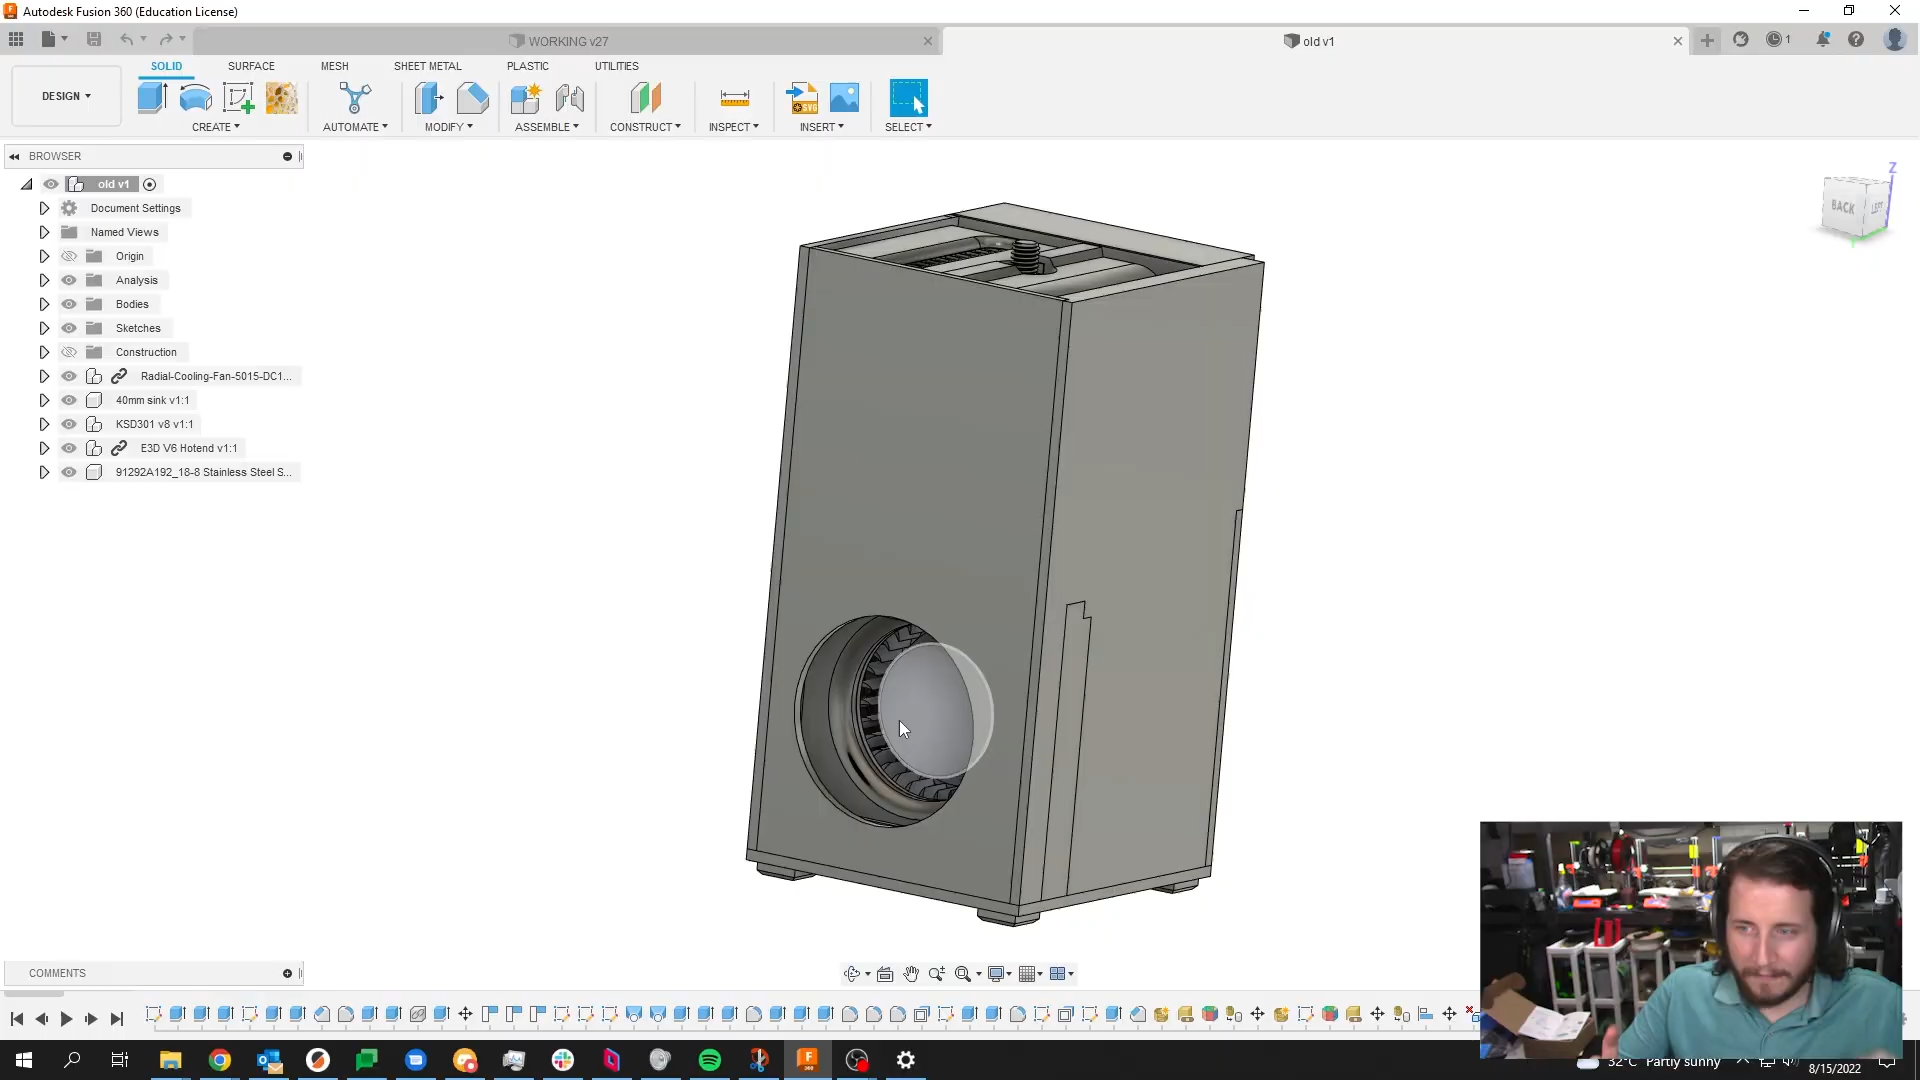 Autodesk Fusion 360 (Education License)
WORKING v27
old v1
1
DESIGN
SOLID
SURFACE
MESH
SHEET METAL
PLASTIC
UTILITIES
CREATE
AUTOMATE
MODIFY
ASSEMBLE
CONSTRUCT
INSPECT
INSERT
SELECT
BROWSER
old v1
Document Settings
Named Views
Origin
Analysis
Bodies
Sketches
Construction
Radial-Cooling-Fan-5015-DC1...
40mm sink v1:1
KSD301 v8 v1:1
E3D V6 Hotend v1:1
91292A192_18-8 Stainless Steel S...
Z
BACK
LEFT
COMMENTS
32°C Partly sunny
8/15/2022